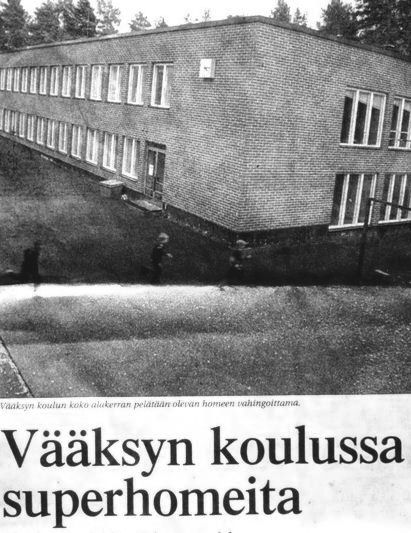 Vääksyn koulun koko alakerran pelätään olevan homeen vahingoittama.
Vääksyn koulussa
superhomeita